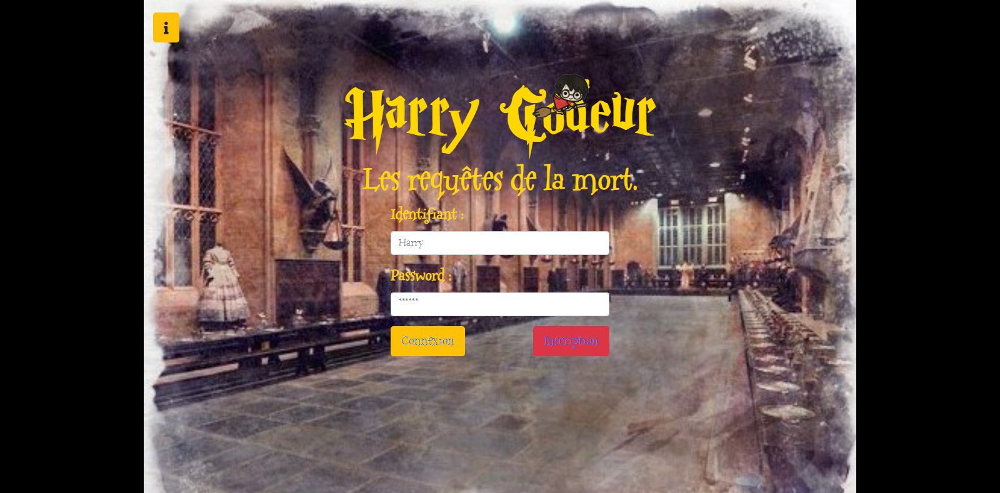 i
Harry Codeur
Les requêtes de la mort.
Identifiant :
Harry
Password :
******
Connexion
Inscription